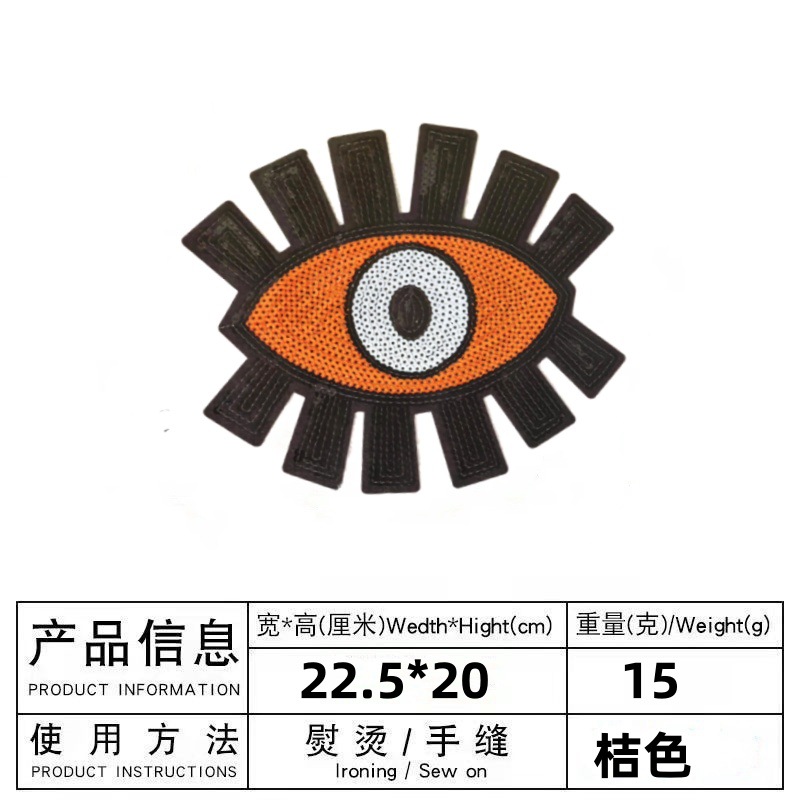 产品信息
PRODUCT INFORMATION
宽*高(厘米)Wedth*Hight(cm)
重量(克)/Weight(g)
22.5*20
15
使用方法
PRODUCT INSTRUCTIONS
熨烫/手缝
Ironing / Sew on
桔色